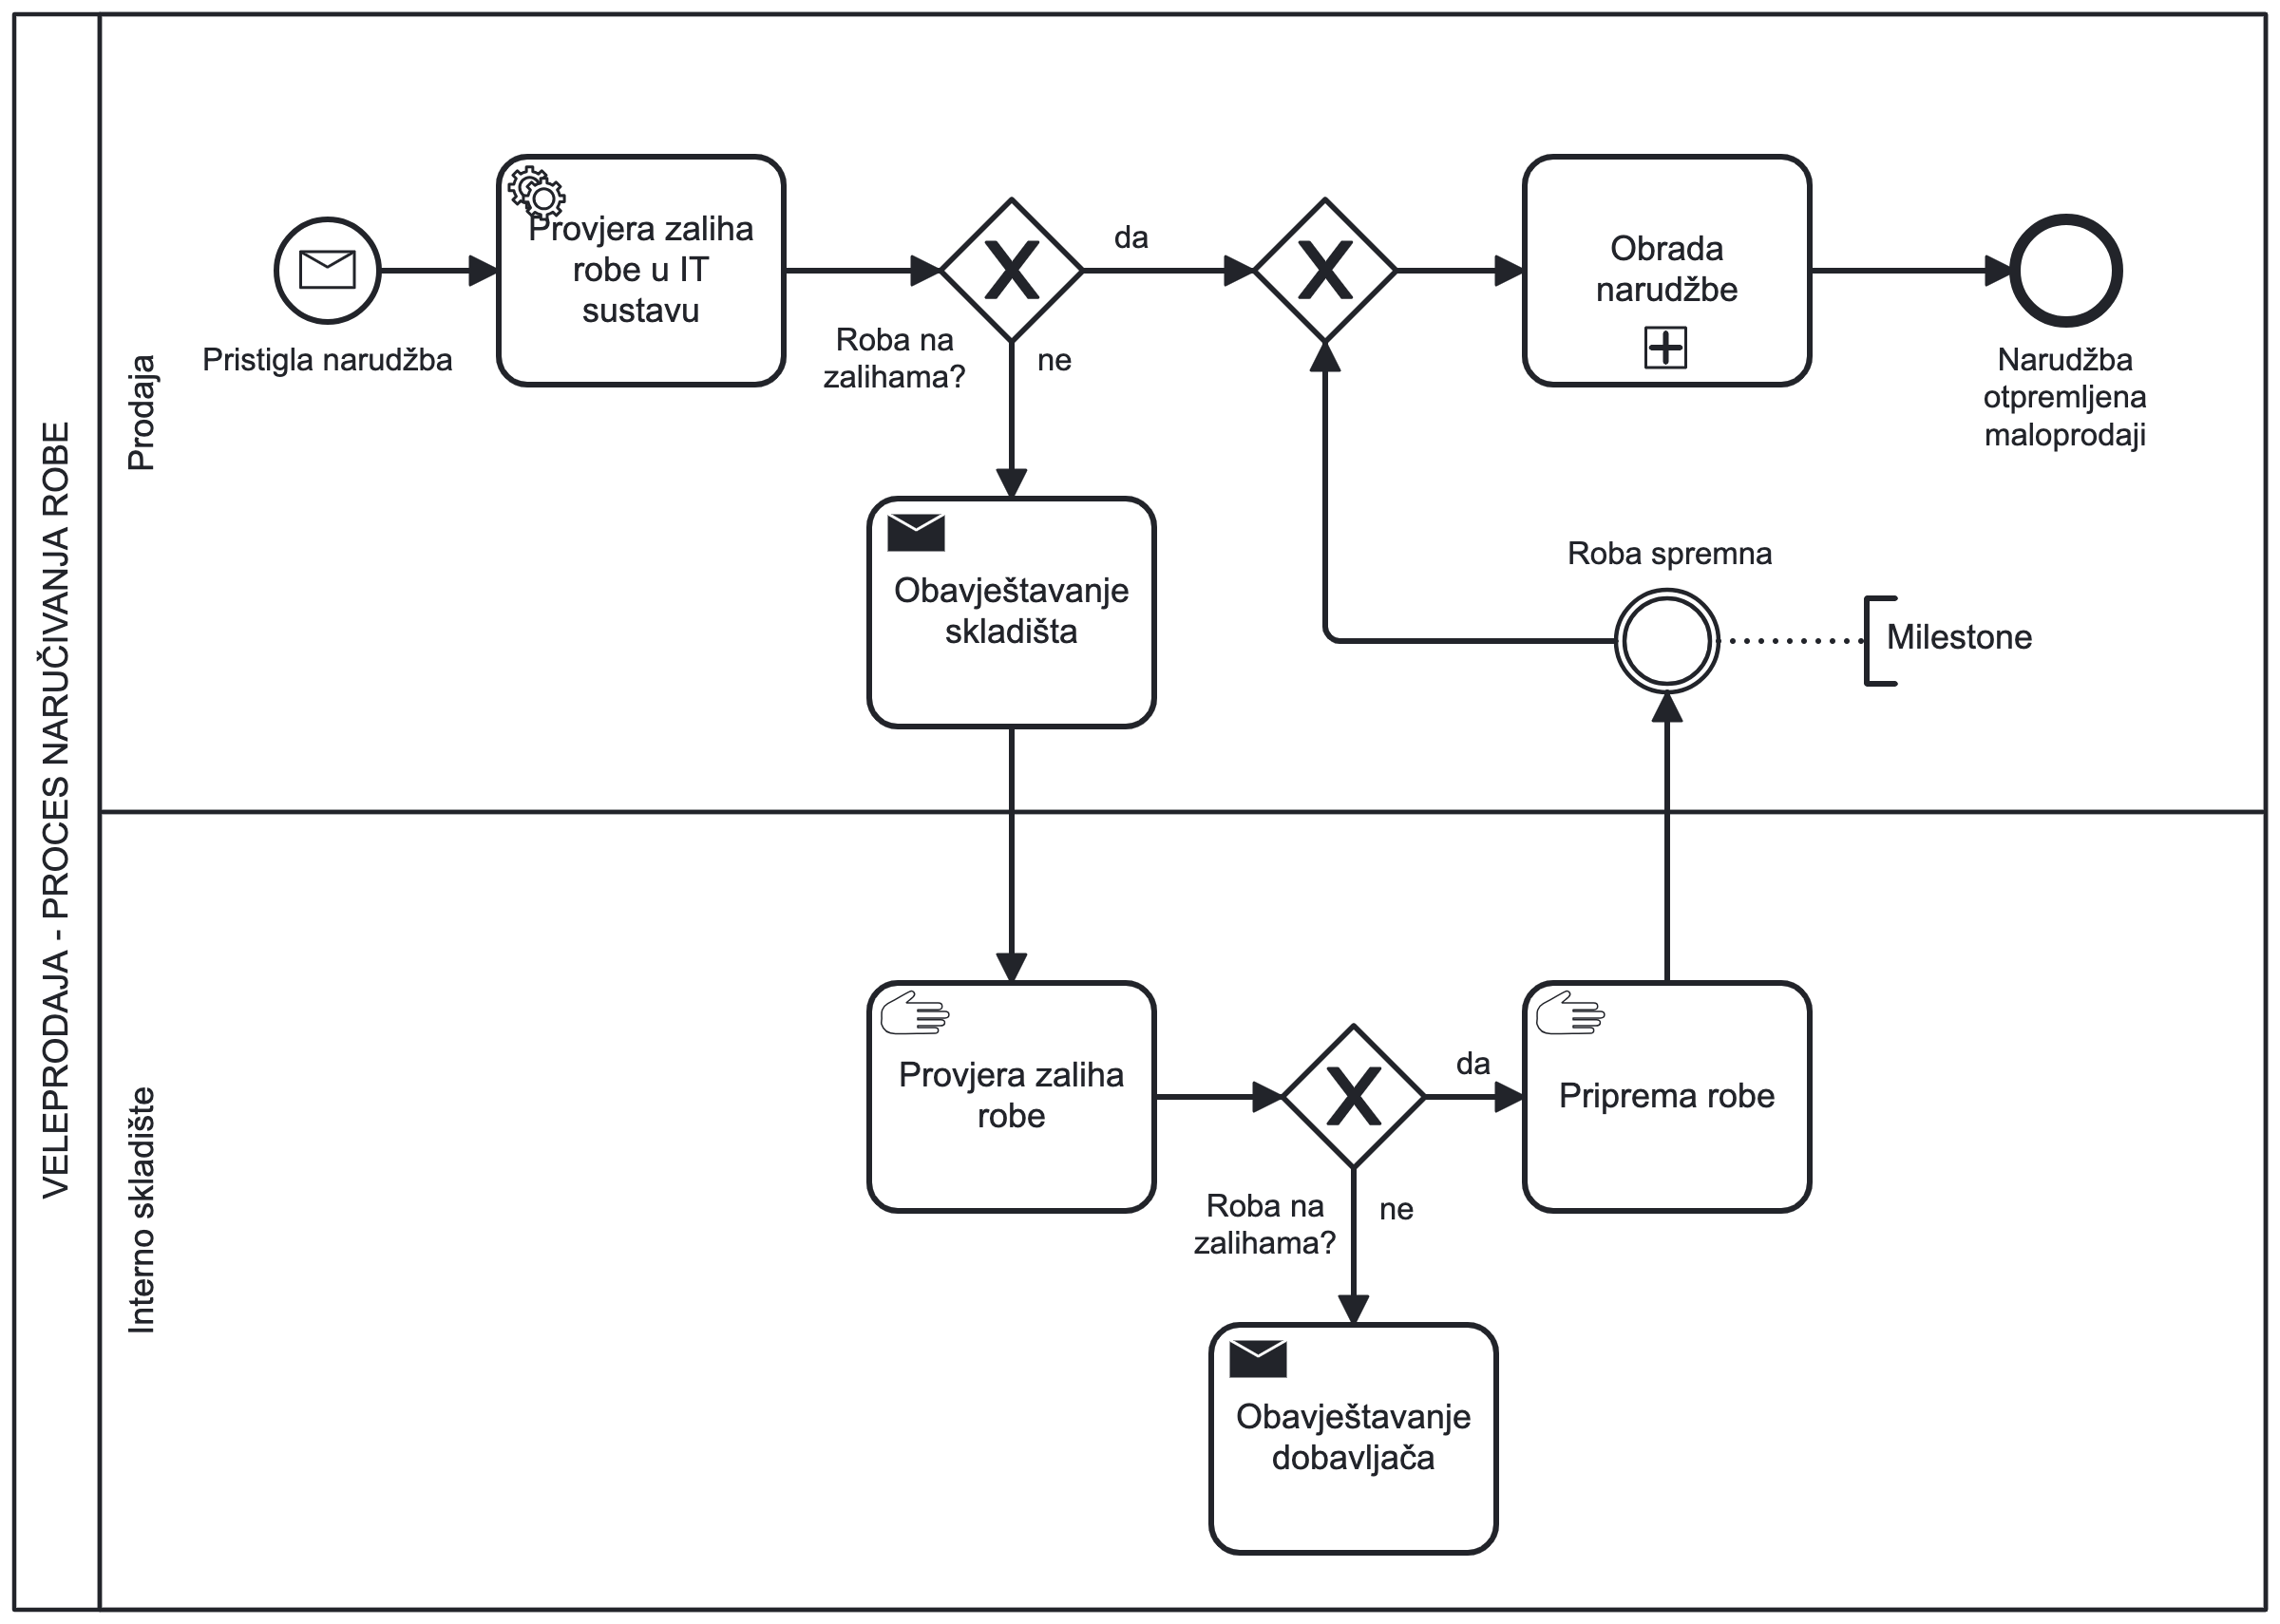 VELEPRODAJA - PROCES NARUČIVANJA ROBE
Prodaja
Pristigla narudžba
Provjera zaliha
robe u IT
sustavu
Roba na
zalihama?
da
ne
Obrada
narudžbe
Narudžba
otpremljena
maloprodaji
Obavještavanje
skladišta
Roba spremna
Milestone
Interno skladište
Provjera zaliha
robe
Roba na
zalihama?
da
ne
Priprema robe
Obavještavanje
dobavljača